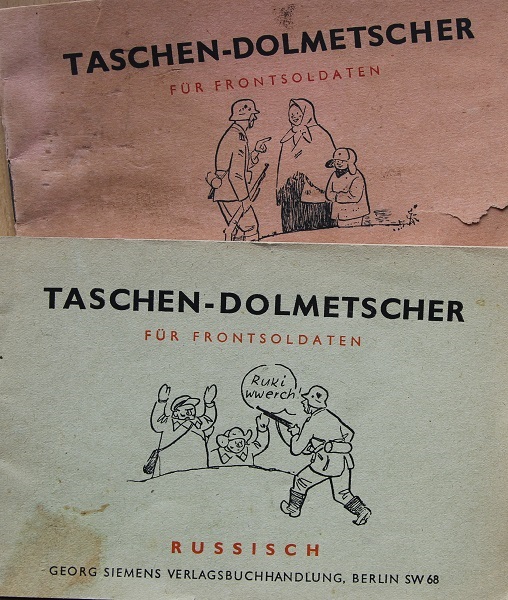 TASCHEN-DOLMETSCHER
FÜR FRONTSOLDATEN
TASCHEN-DOLMETSCHER
FÜR FRONTSOLDATEN
Ruki
wwerch!
RUSSISCH
GEORG SIEMENS VERLAGSBUCHHANDLUNG, BERLIN SW 68